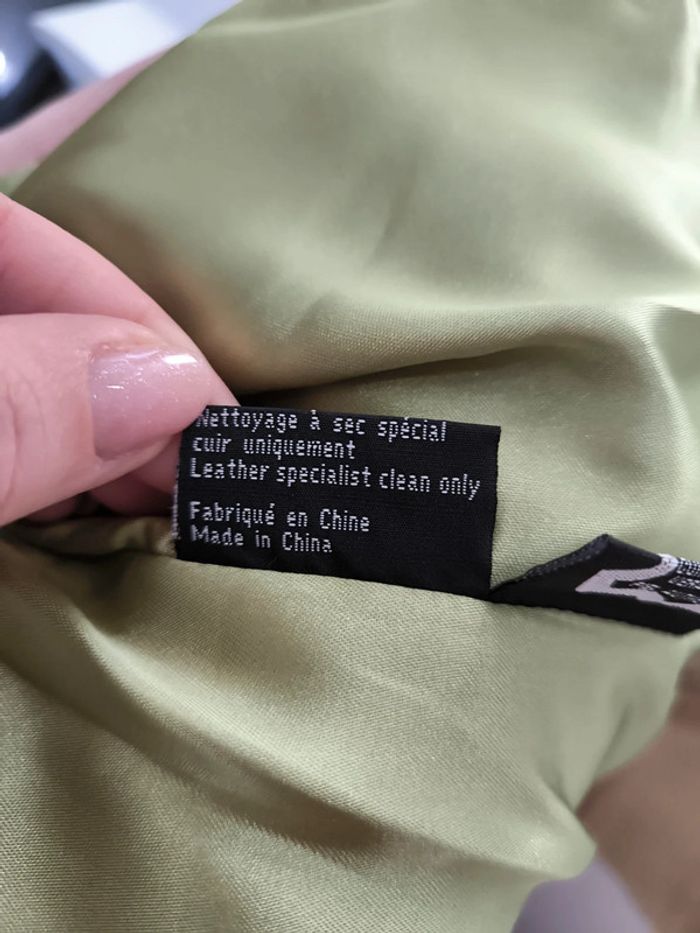 Nettoyage à sec spécial
cuir uniquement
Leather specialist clean only
Fabriqué en Chine
Made in China